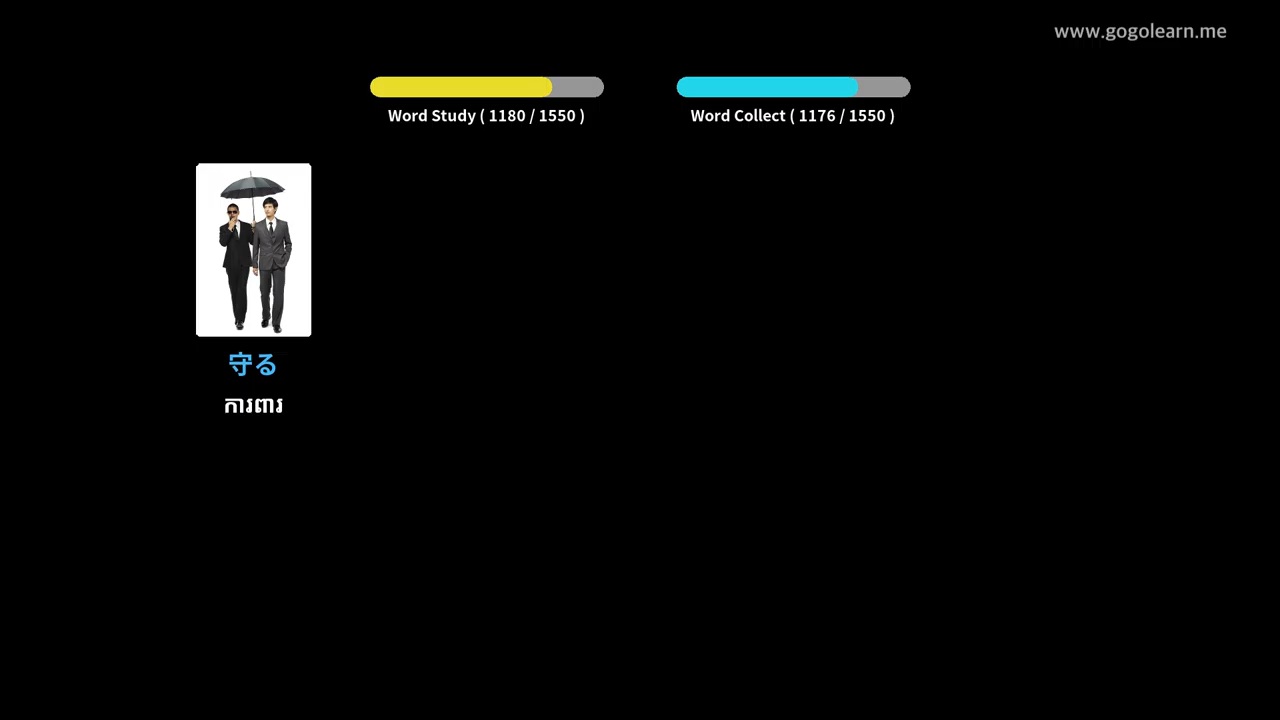 www.gogolearn.me
Word Study ( 1180 / 1550 )
Word Collect ( 1176 / 1550 )
守る
ការពារ